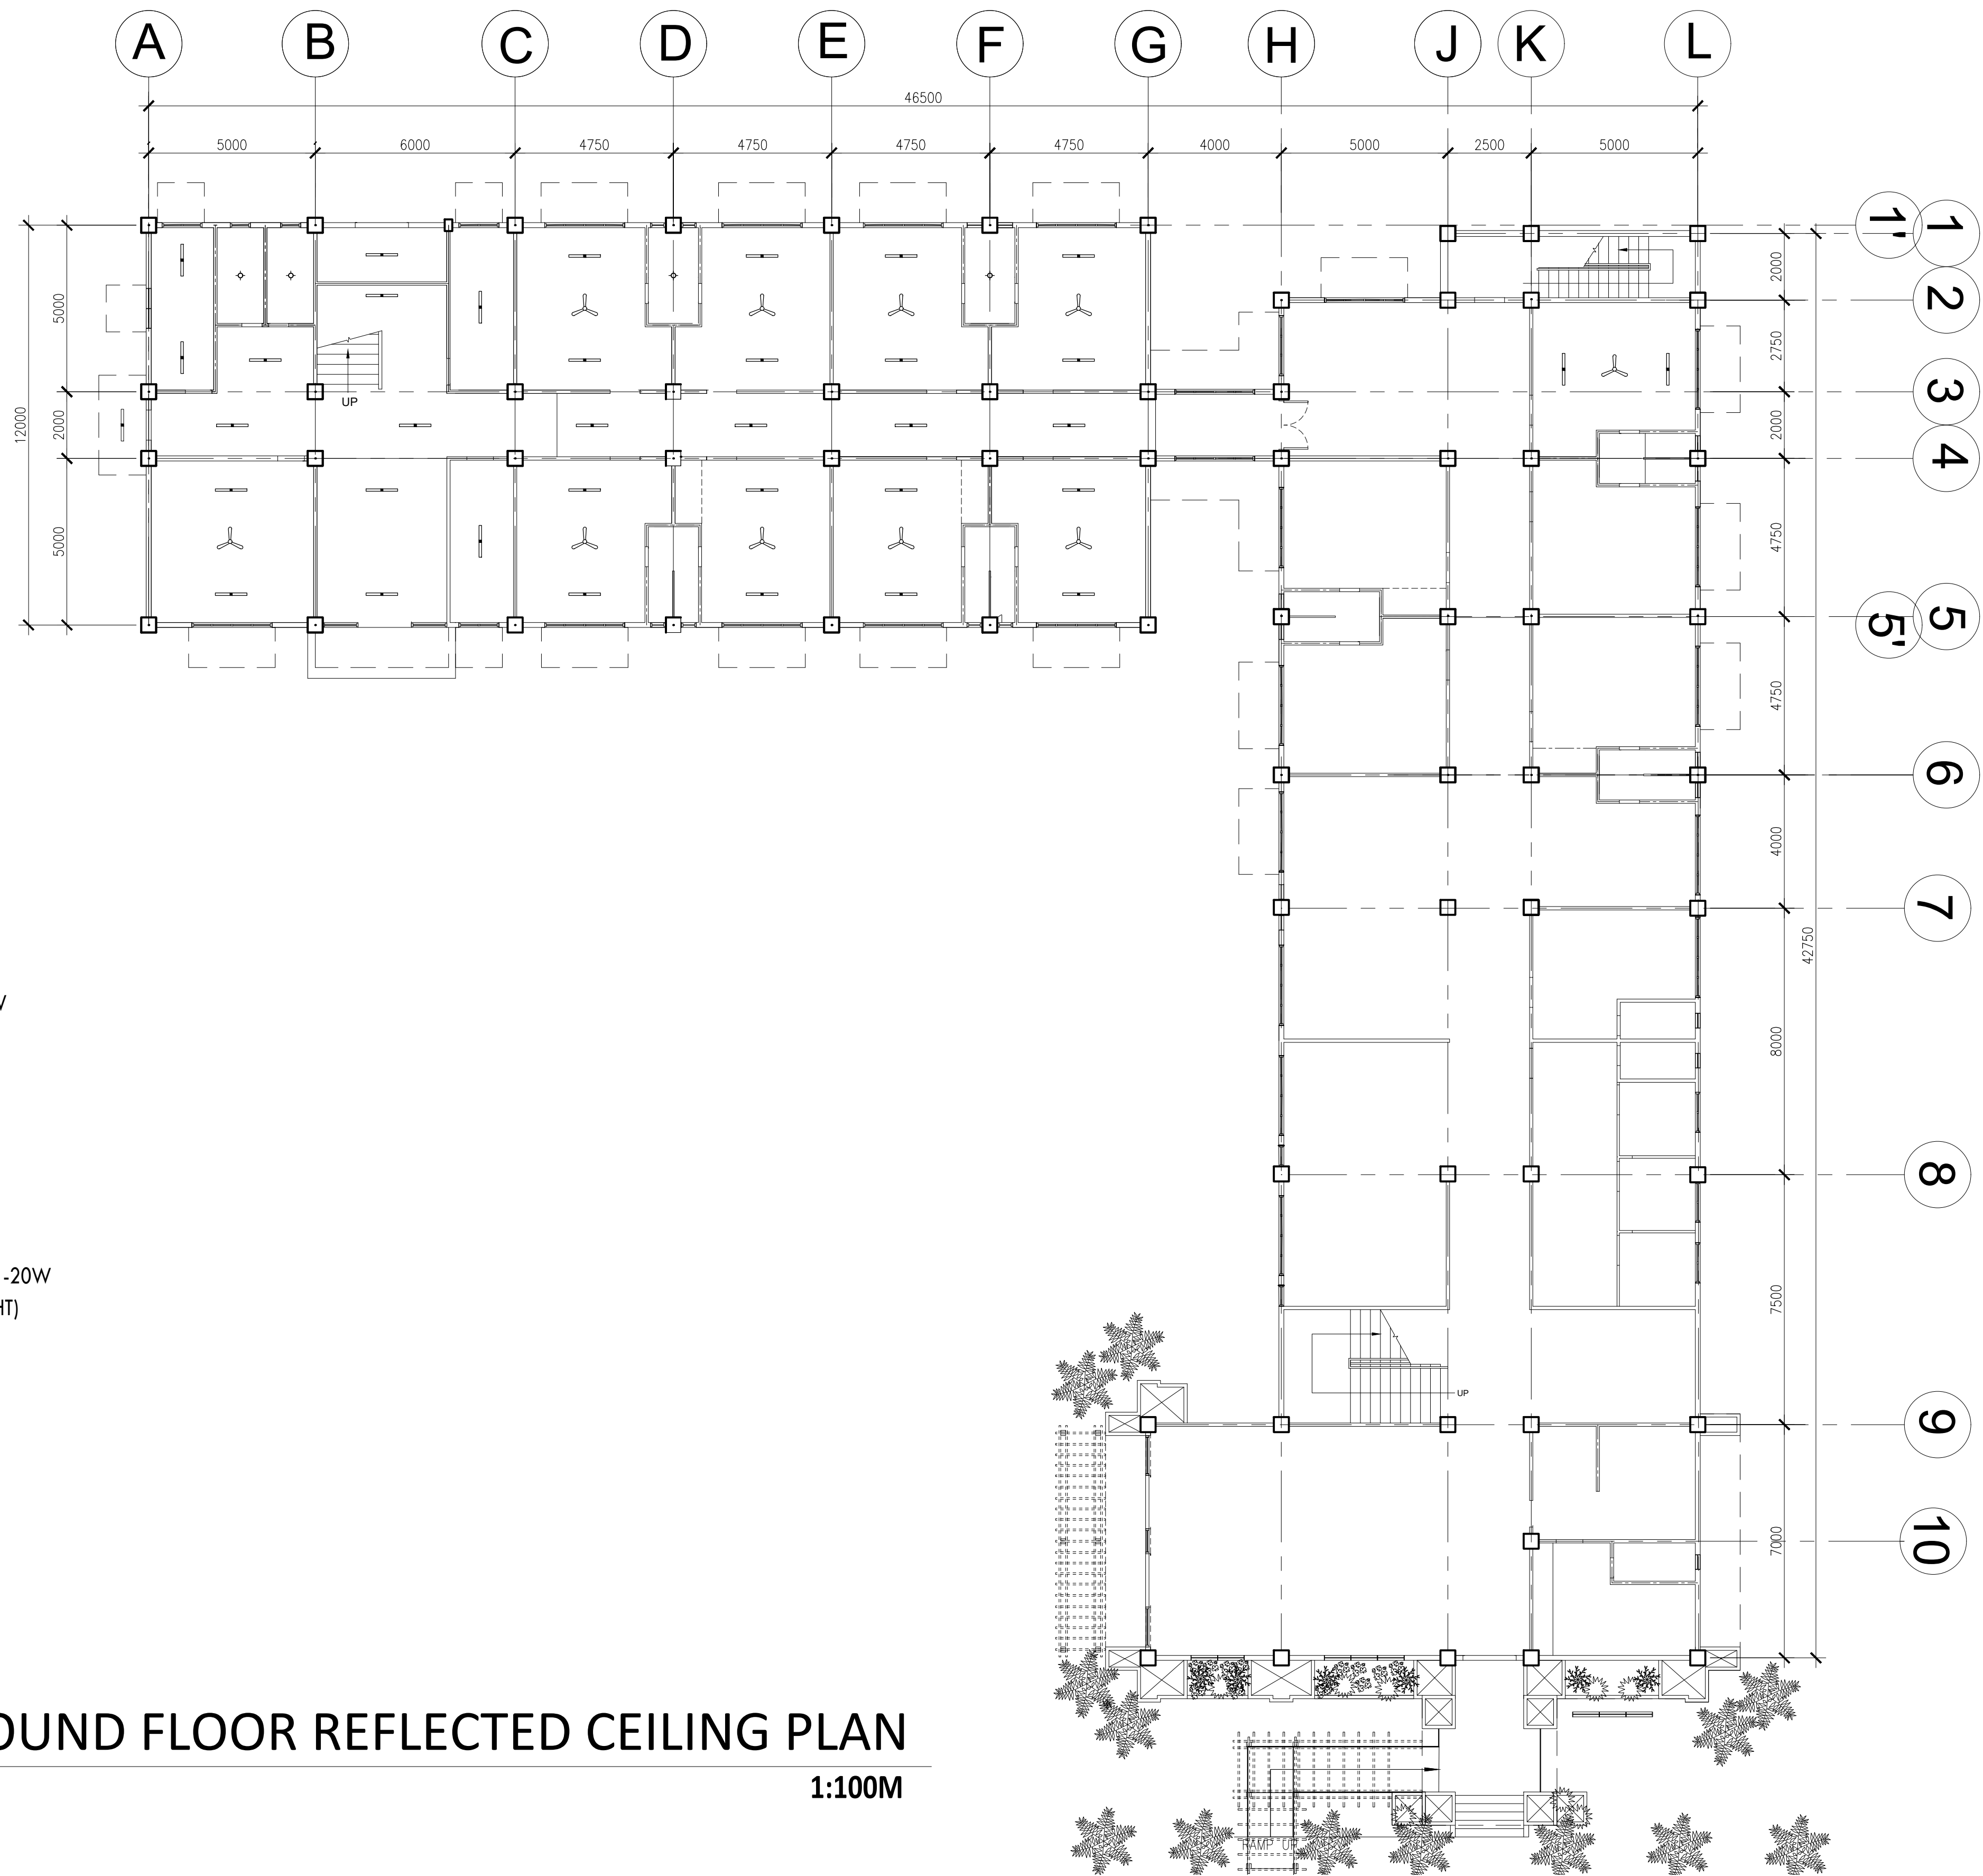 A B C D E F G H J K L
46500
5000 6000 4750 4750 4750 4750 4000 5000 2500 5000
1' 1
2000
2
5000 2750
3
12000 2000 UP 2000
4
5000 4750
5' 5
4750
6
4000
7
42750
8000
8
-20W
HT)
7500
UP
9
7000
10
OUND FLOOR REFLECTED CEILING PLAN
1:100M
RAMP UP